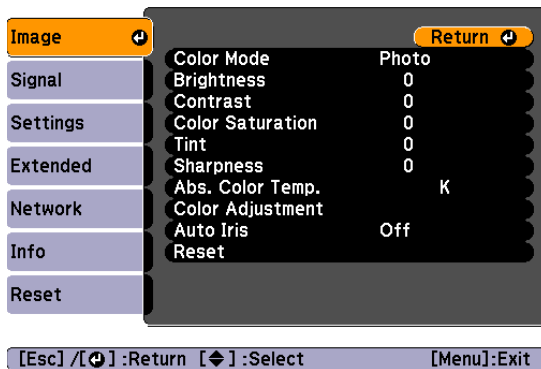 Image
Signal
Settings
Extended
Network
Info
Reset
Return
Color Mode Photo
Brightness 0
Contrast 0
Color Saturation 0
Tint 0
Sharpness 0
Abs. Color Temp. K
Color Adjustment
Auto Iris Off
Reset
[Esc] /[⏎] :Return [◆] :Select [Menu]:Exit